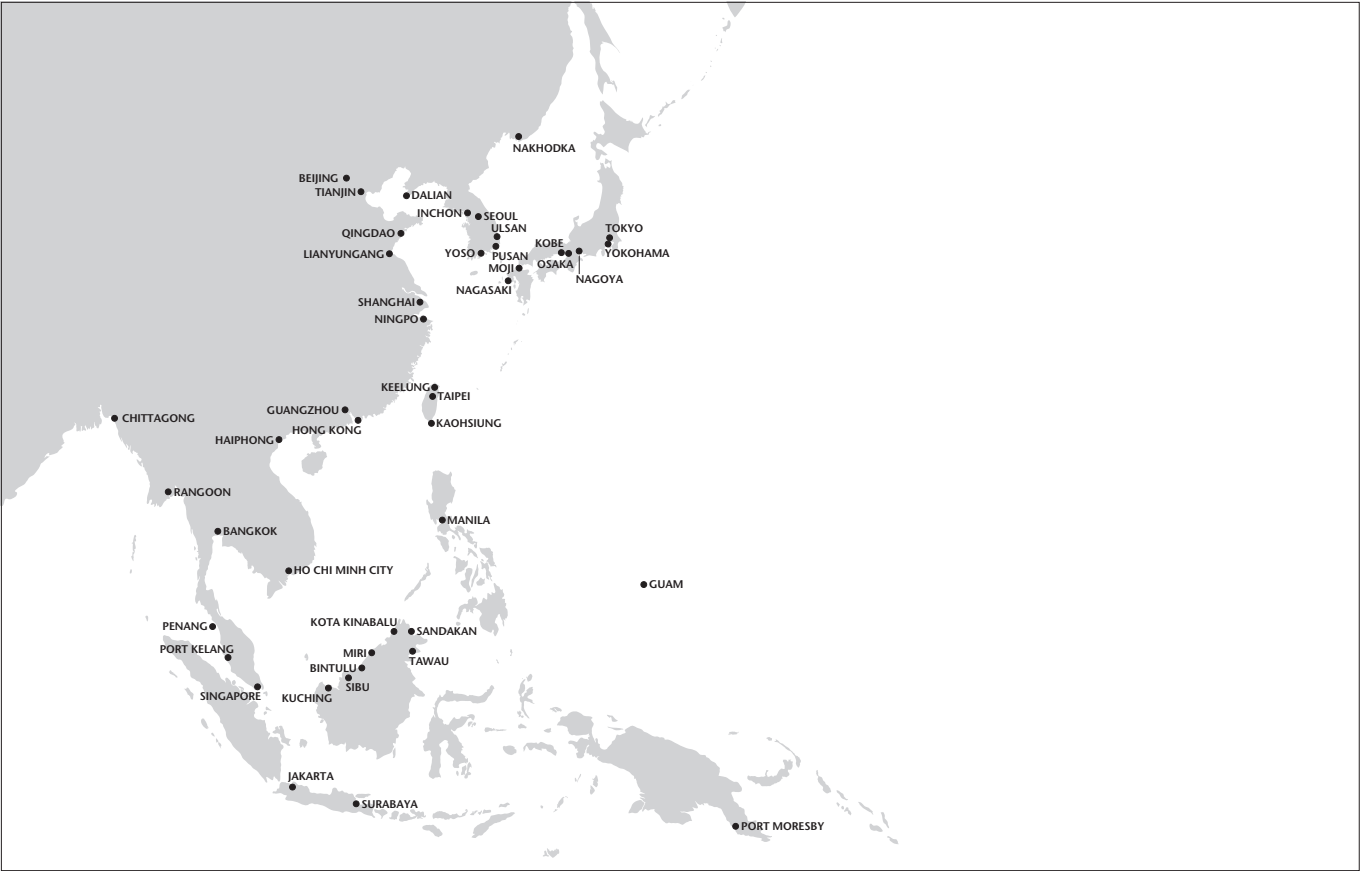 NAKHODKA
BEIJING
TIANJIN
DALIAN
INCHON
SEOUL
ULSAN
TOKYO
QINGDAO
KOBE
YOSO
PUSAN
YOKOHAMA
LIANYUNGANG
OSAKA
MOJI
NAGOYA
NAGASAKI
SHANGHAI
NINGPO
KEELUNG
TAIPEI
GUANGZHOU
CHITTAGONG
KAOHSIUNG
HONG KONG
HAIPHONG
RANGOON
MANILA
BANGKOK
HO CHI MINH CITY
GUAM
KOTA KINABALU
PENANG
SANDAKAN
PORT KELANG
MIRI
TAWAU
BINTULU
SIBU
SINGAPORE
KUCHING
JAKARTA
SURABAYA
PORT MORESBY